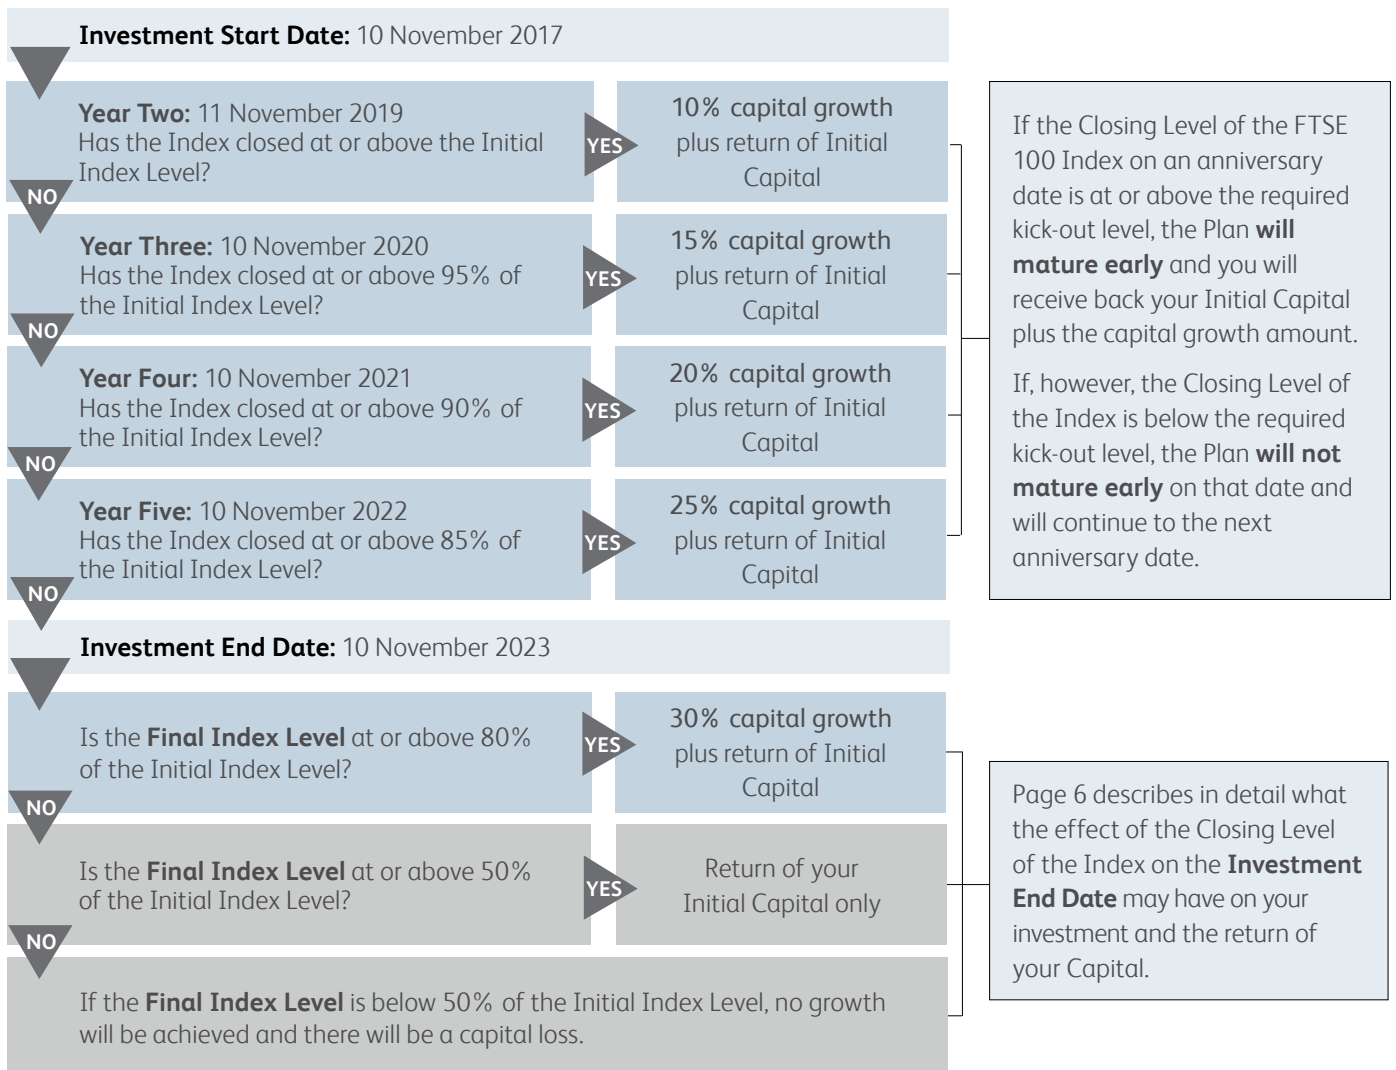 Investment Start Date: 10 November 2017
Year Two: 11 November 2019
Has the Index closed at or above the Initial
Index Level?
YES
10% capital growth
plus return of Initial
Capital
NO
Year Three: 10 November 2020
Has the Index closed at or above 95% of
the Initial Index Level?
YES
15% capital growth
plus return of Initial
Capital
NO
Year Four: 10 November 2021
Has the Index closed at or above 90% of
the Initial Index Level?
YES
20% capital growth
plus return of Initial
Capital
NO
Year Five: 10 November 2022
Has the Index closed at or above 85% of
the Initial Index Level?
YES
25% capital growth
plus return of Initial
Capital
NO
If the Closing Level of the FTSE
100 Index on an anniversary
date is at or above the required
kick-out level, the Plan will
mature early and you will
receive back your Initial Capital
plus the capital growth amount.
If, however, the Closing Level of
the Index is below the required
kick-out level, the Plan will not
mature early on that date and
will continue to the next
anniversary date.
Investment End Date: 10 November 2023
Is the Final Index Level at or above 80%
of the Initial Index Level?
YES
30% capital growth
plus return of Initial
Capital
NO
Is the Final Index Level at or above 50%
of the Initial Index Level?
YES
Return of your
Initial Capital only
NO
If the Final Index Level is below 50% of the Initial Index Level, no growth
will be achieved and there will be a capital loss.
Page 6 describes in detail what
the effect of the Closing Level
of the Index on the Investment
End Date may have on your
investment and the return of
your Capital.